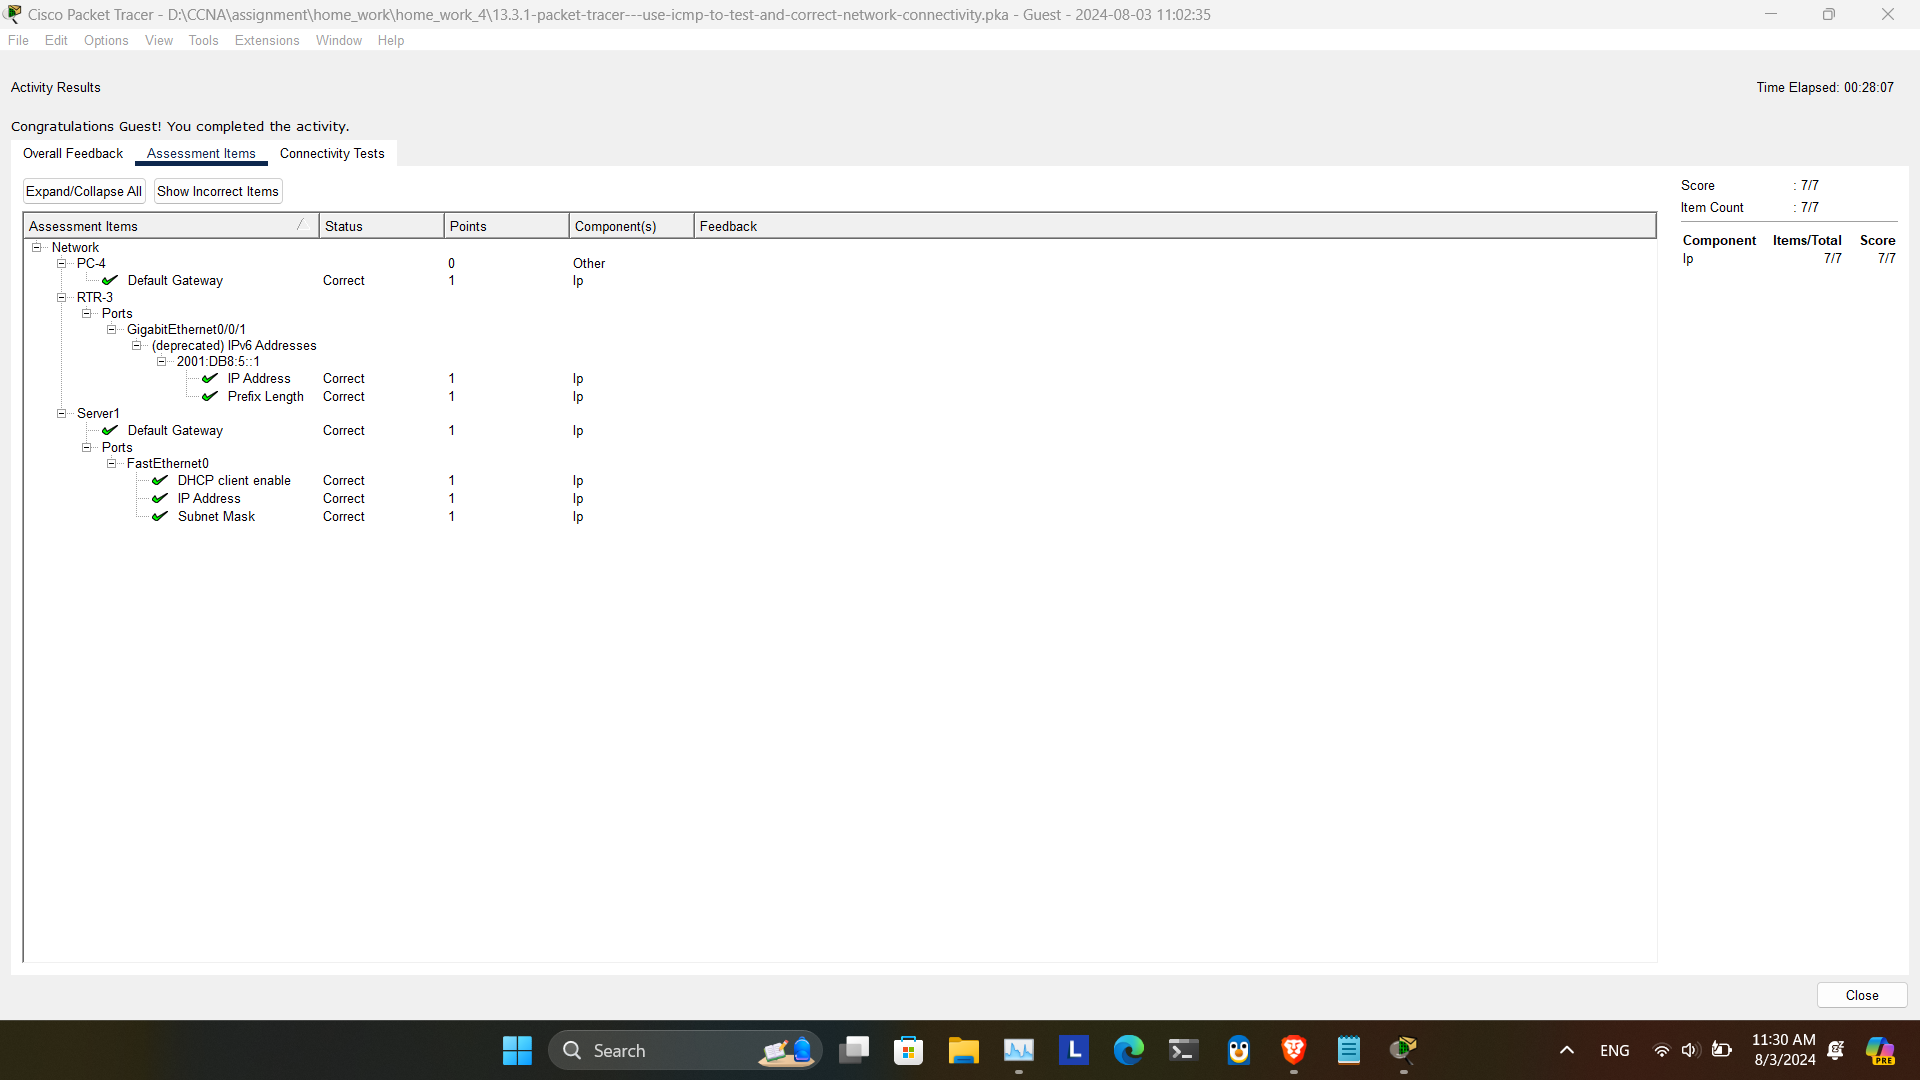 Cisco Packet Tracer - D:\CCNA\assignment\home_work\home_work_4\13.3.1-packet-tracer---use-icmp-to-test-and-correct-network-connectivity.pka - Guest - 2024-08-03 11:02:35
File Edit Options View Tools Extensions Window Help
Activity Results Time Elapsed: 00:28:07
Congratulations Guest! You completed the activity.
Overall Feedback Assessment Items Connectivity Tests
Expand/Collapse All Show Incorrect Items
Assessment Items Status Points Component(s) Feedback
Network
PC-4 0 Other
Default Gateway Correct 1 Ip
RTR-3
Ports
GigabitEthernet0/0/1
(deprecated) IPv6 Addresses
2001:DB8:5::1
IP Address Correct 1 Ip
Prefix Length Correct 1 Ip
Server1
Default Gateway Correct 1 Ip
Ports
FastEthernet0
DHCP client enable Correct 1 Ip
IP Address Correct 1 Ip
Subnet Mask Correct 1 Ip
Score : 7/7
Item Count : 7/7
Component Items/Total Score
Ip 7/7 7/7
Close
Search
L
ENG
11:30 AM
8/3/2024
PRE